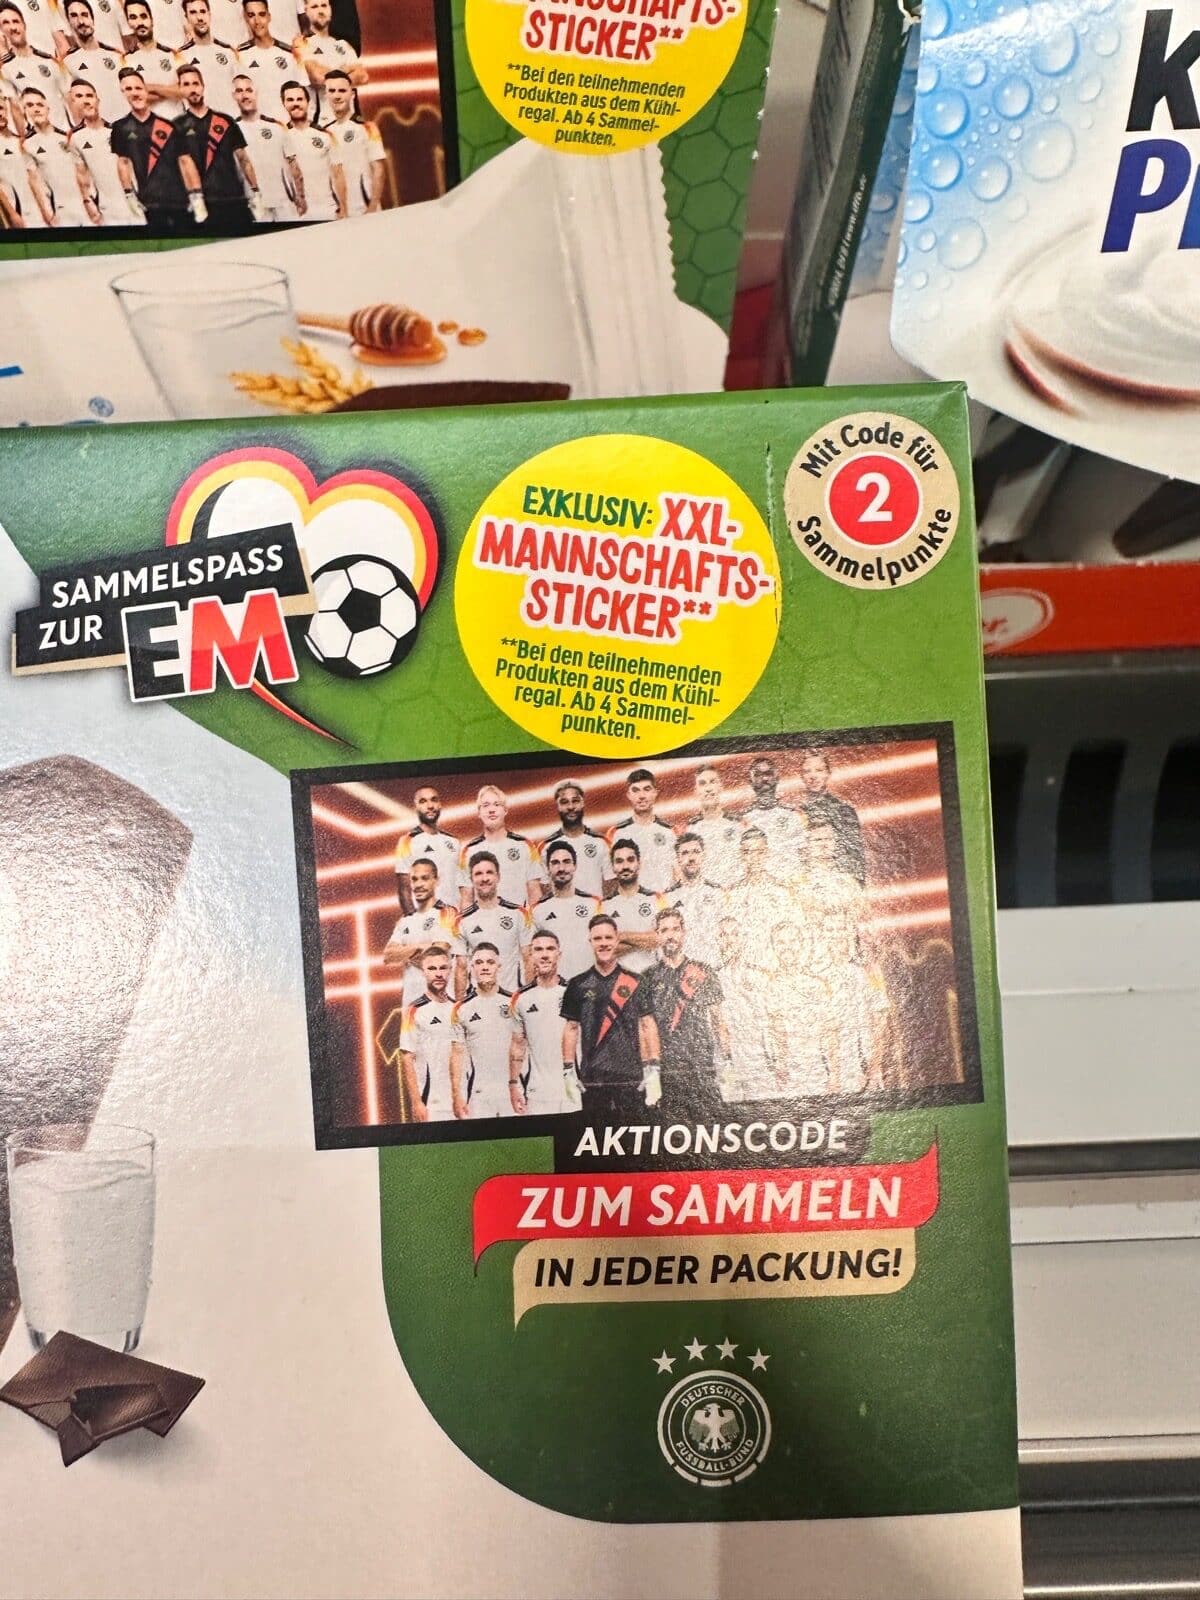 MANNSCHAFTS-
STICKER**
**Bei den teilnehmenden
Produkten aus dem Kühl-
regal. Ab 4 Sammel-
punkten.
K
P
SAMMELSPASS
ZUR EM
EXKLUSIV: XXL-
MANNSCHAFTS-
STICKER**
**Bei den teilnehmenden
Produkten aus dem Kühl-
regal. Ab 4 Sammel-
punkten.
Mit Code für
2
Sammelpunkte
AKTIONSCODE
ZUM SAMMELN
IN JEDER PACKUNG!
DEUTSCHER
FUSSBALL-BUND